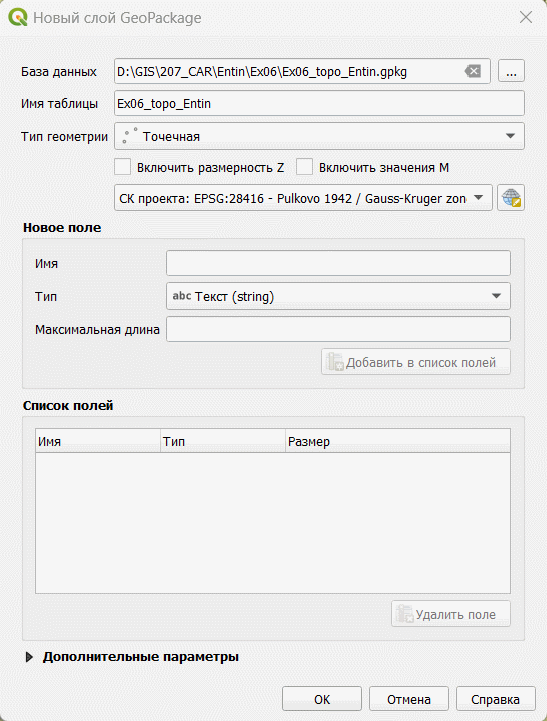 Новый слой GeoPackage
База данных D:\GIS\207_CAR\Entin\Ex06\Ex06_topo_Entin.gpkg ...
Имя таблицы Ex06_topo_Entin
Тип геометрии Точечная
Включить размерность Z Включить значения M
СК проекта: EPSG:28416 - Pulkovo 1942 / Gauss-Kruger zon
Новое поле
Имя
Тип abc Текст (string)
Максимальная длина
Добавить в список полей
Список полей
Имя Тип Размер
Удалить поле
Дополнительные параметры
ОК Отмена Справка